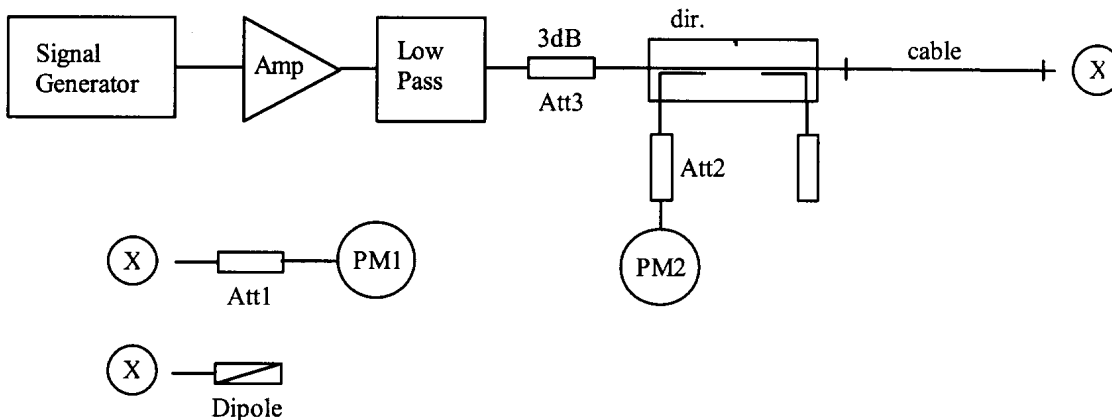 Signal
Generator
Amp
Low
Pass
3dB
Att3
dir.
cable
X
Att2
PM2
X
Att1
PM1
X
Dipole